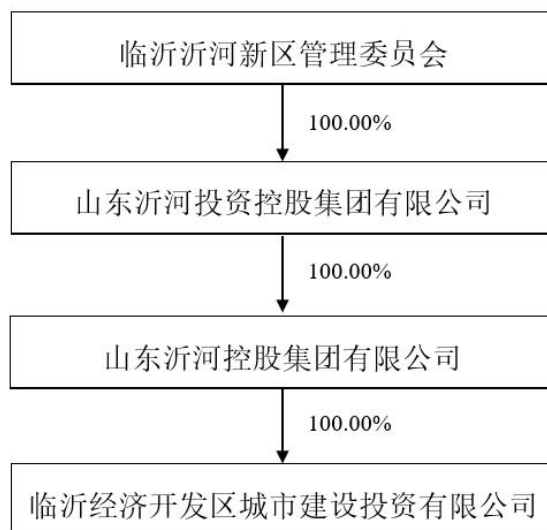 临沂沂河新区管理委员会
100.00%
山东沂河投资控股集团有限公司
100.00%
山东沂河控股集团有限公司
100.00%
临沂经济开发区城市建设投资有限公司